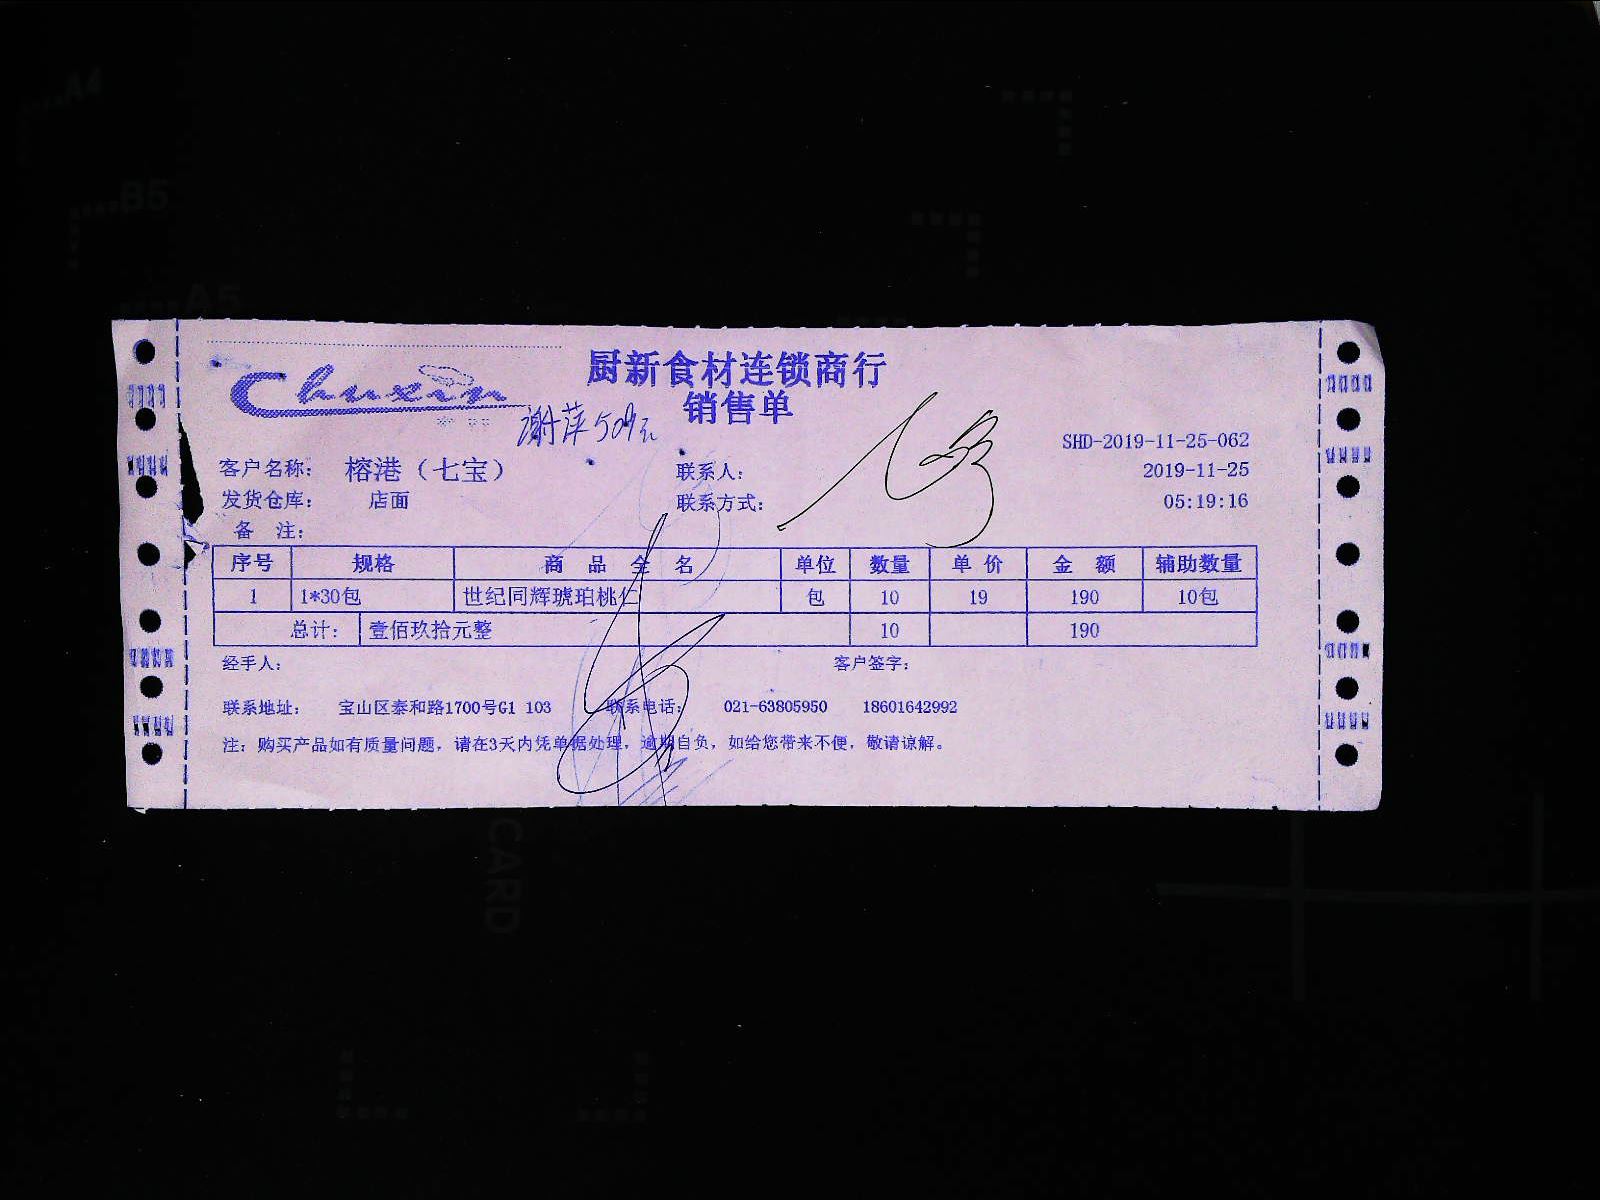 A4
B5
A5
Chuxin
厨新食材连锁商行
销售单
谢萍509元
SHD-2019-11-25-062
客户名称: 榕港（七宝） 联系人: 2019-11-25
发货仓库: 店面 联系方式: 05:19:16
备 注:
序号 规格 商 品 全 名 单位 数量 单 价 金 额 辅助数量
1 1*30包 世纪同辉琥珀桃仁 包 10 19 190 10包
总计: 壹佰玖拾元整 10 190
经手人: 客户签字:
联系地址: 宝山区泰和路1700号G1 103 联系电话: 021-63805950 18601642992
注: 购买产品如有质量问题, 请在3天内凭单据处理, 逾期自负, 如给您带来不便, 敬请谅解。
CARD